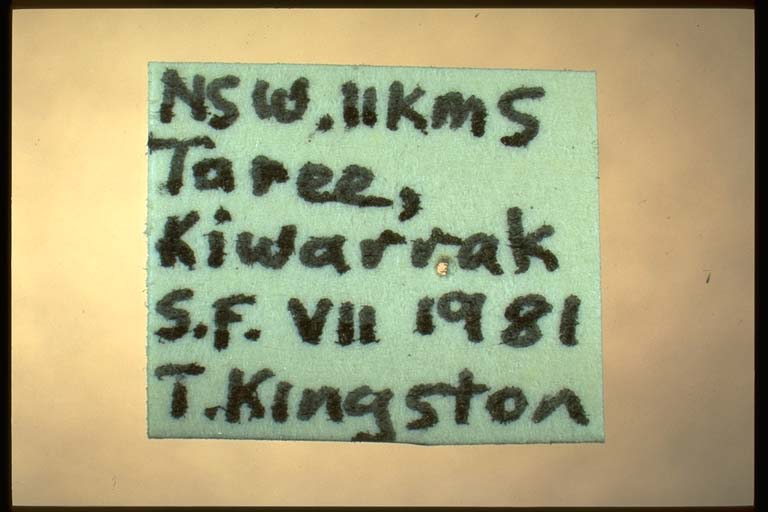 NSW. 11Kms
Taree,
Kiwarrak
S.F. VII 1981
T. Kingston